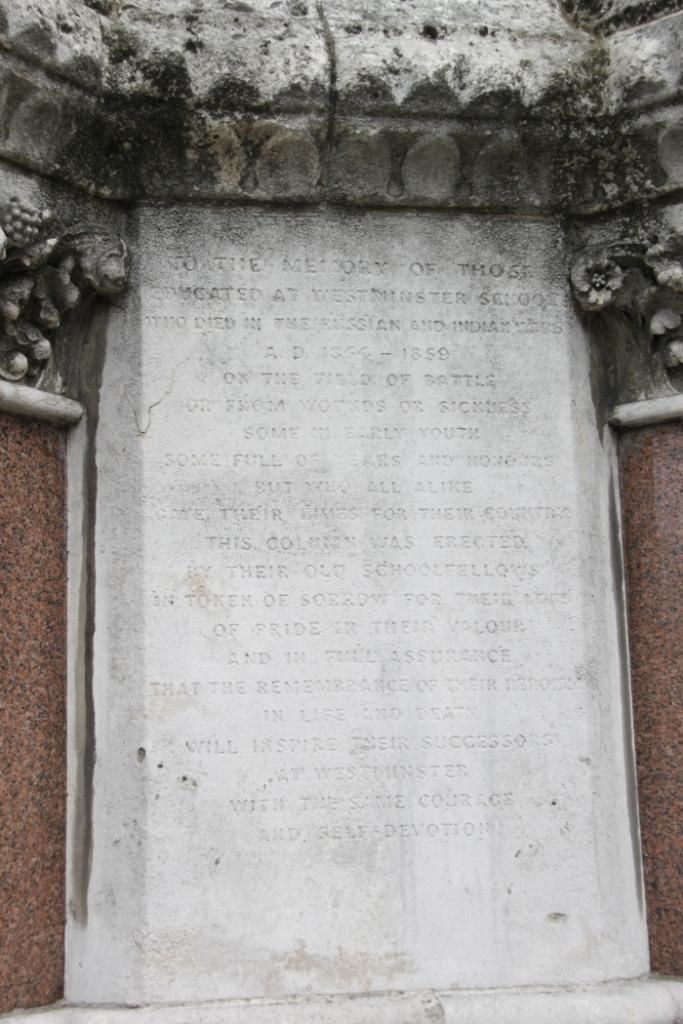 TO THE MEMORY OF THOSE
EDUCATED AT WESTMINSTER SCHOOL
WHO DIED IN THE RUSSIAN AND INDIAN WARS
A.D. 1854 - 1859
ON THE FIELD OF BATTLE
OR FROM WOUNDS OR SICKNESS
SOME IN EARLY YOUTH
SOME FULL OF YEARS AND HONOURS
BUT WHO ALL ALIKE
GAVE THEIR LIVES FOR THEIR COUNTRY
THIS COLUMN WAS ERECTED
BY THEIR OLD SCHOOLFELLOWS
IN TOKEN OF SORROW FOR THEIR LOSS
OF PRIDE IN THEIR VALOUR
AND IN FULL ASSURANCE
THAT THE REMEMBRANCE OF THEIR HEROISM
IN LIFE AND DEATH
WILL INSPIRE THEIR SUCCESSORS
AT WESTMINSTER
WITH THE SAME COURAGE
AND SELF-DEVOTION